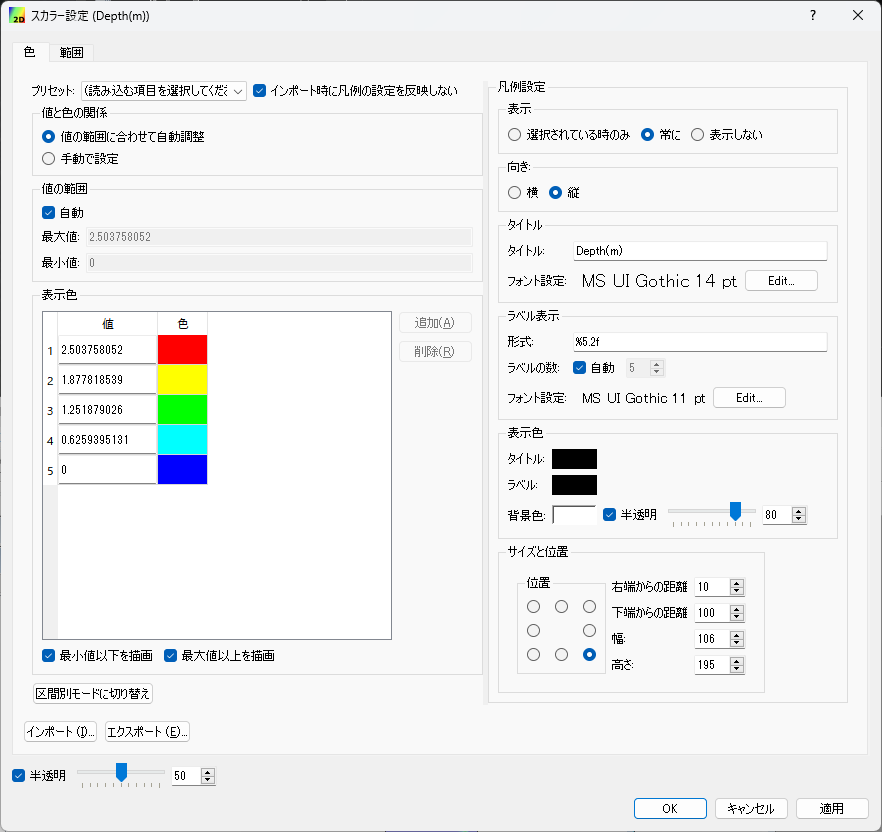 スカラー設定 (Depth(m))
色
範囲
プリセット:
(読み込む項目を選択してくださ
インポート時に凡例の設定を反映しない
値と色の関係
値の範囲に合わせて自動調整
手動で設定
値の範囲
自動
最大値:
2.503758052
最小値:
0
表示色
値 色
1 2.503758052
2 1.877818539
3 1.251879026
4 0.6259395131
5 0
追加(A)
削除(R)
最小値以下を描画
最大値以上を描画
区間別モードに切り替え
インポート (I)...
エクスポート (E)...
凡例設定
表示
選択されている時のみ 常に 表示しない
向き:
横 縦
タイトル
タイトル: Depth(m)
フォント設定: MS UI Gothic 14 pt Edit...
ラベル表示
形式: %5.2f
ラベルの数: 自動 5
フォント設定: MS UI Gothic 11 pt Edit...
表示色
タイトル:
ラベル:
背景色: 半透明 80
サイズと位置
位置
右端からの距離 10
下端からの距離 100
幅: 106
高さ: 195
半透明 50
OK キャンセル 適用